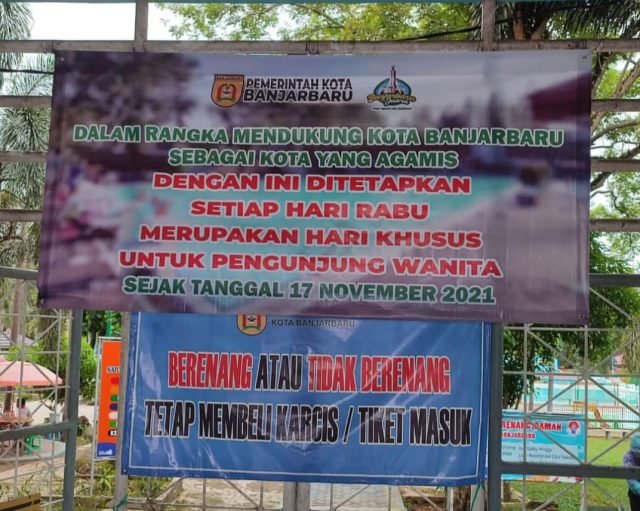 PEMERINTAH KOTA
BANJARBARU
DALAM RANGKA MENDUKUNG KOTA BANJARBARU
SEBAGAI KOTA YANG AGAMIS
DENGAN INI DITETAPKAN
SETIAP HARI RABU
MERUPAKAN HARI KHUSUS
UNTUK PENGUNJUNG WANITA
SEJAK TANGGAL 17 NOVEMBER 2021
KOTA BANJARBARU
BERENANG ATAU TIDAK BERENANG
TETAP MEMBELI KARCIS / TIKET MASUK
BANJARBARU